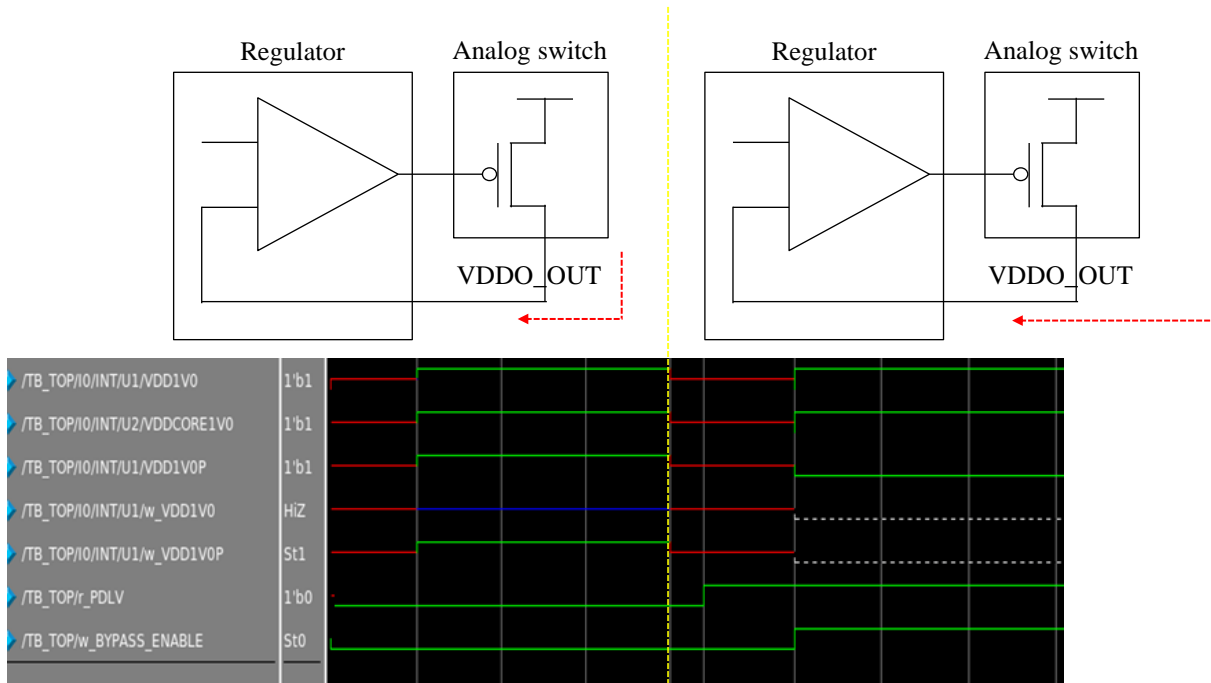 Regulator Analog switch Regulator Analog switch
VDDO_OUT VDDO_OUT
/TB_TOP/I0/INT/U1/VDD1V0 1'b1
/TB_TOP/I0/INT/U2/VDDCORE1V0 1'b1
/TB_TOP/I0/INT/U1/VDD1V0P 1'b1
/TB_TOP/I0/INT/U1/w_VDD1V0 HiZ
/TB_TOP/I0/INT/U1/w_VDD1V0P St1
/TB_TOP/r_PDLV 1'b0
/TB_TOP/w_BYPASS_ENABLE St0